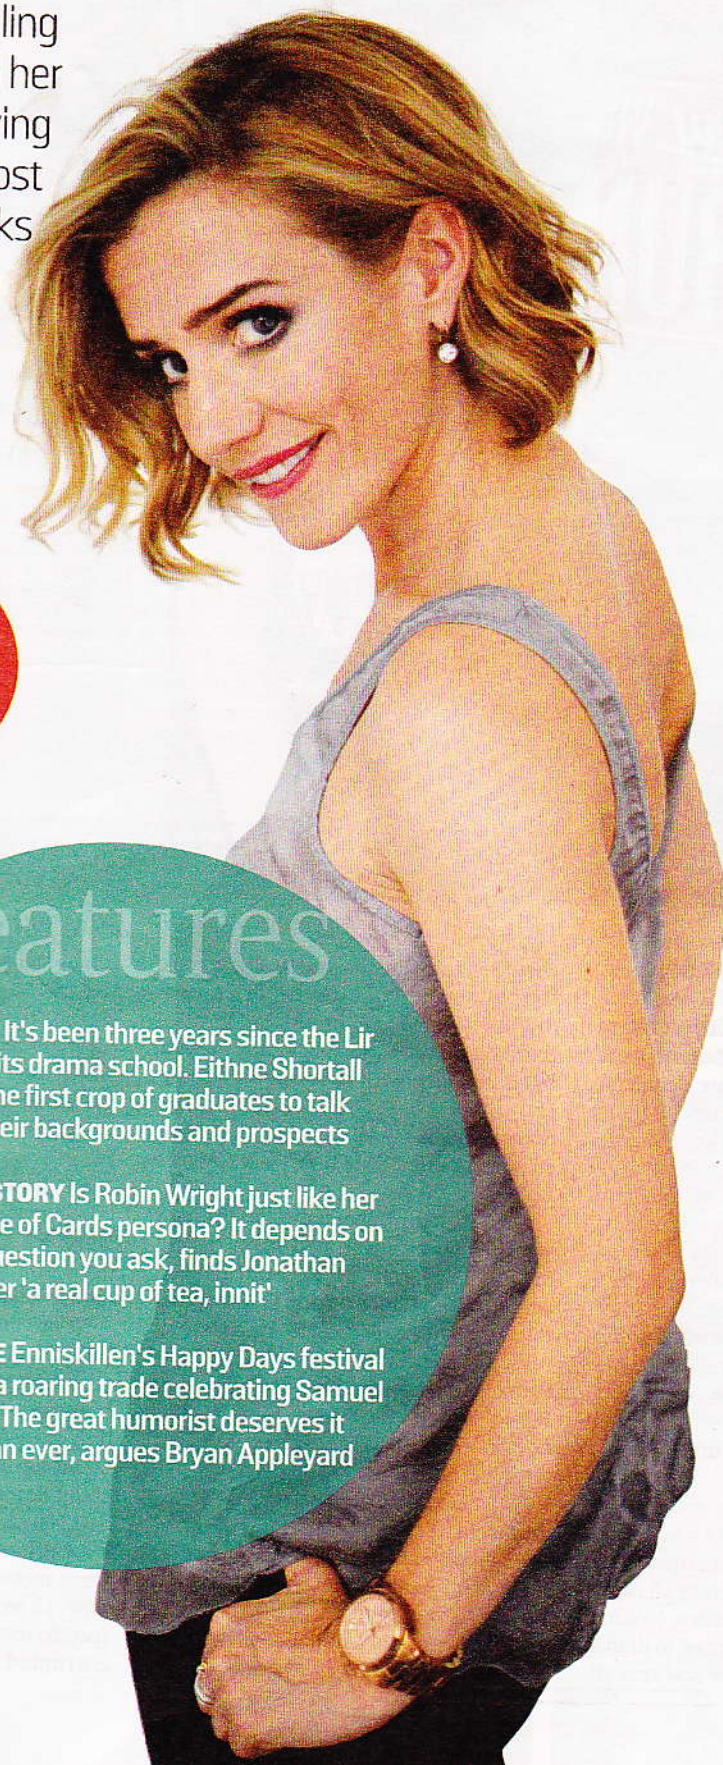 ling
her
ing
ost
ks
eatures
It's been three years since the Lir
its drama school. Eithne Shortall
he first crop of graduates to talk
eir backgrounds and prospects
STORY Is Robin Wright just like her
e of Cards persona? It depends on
uestion you ask, finds Jonathan
er 'a real cup of tea, innit'
E Enniskillen's Happy Days festival
a roaring trade celebrating Samuel
The great humorist deserves it
an ever, argues Bryan Appleyard